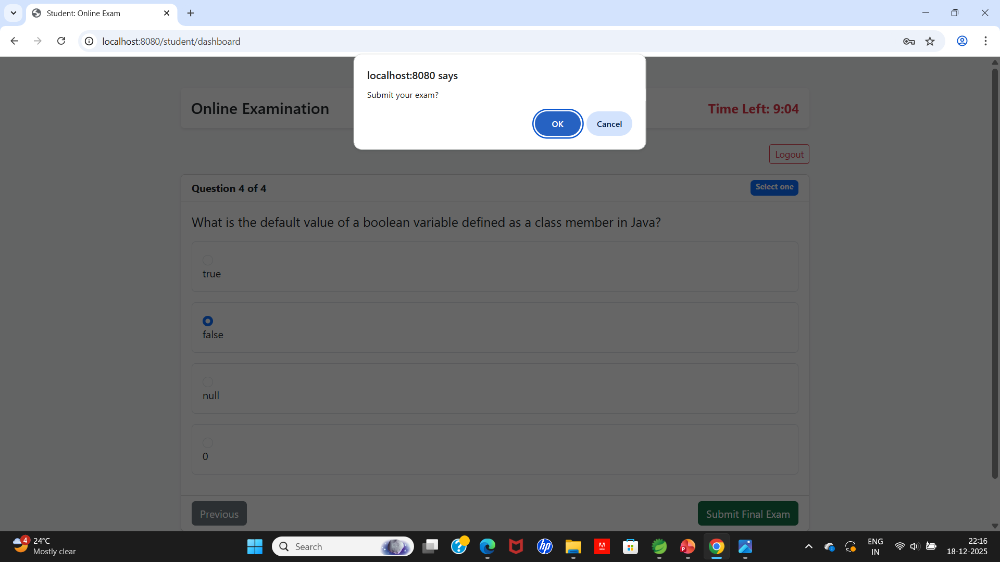 Student: Online Exam
localhost:8080/student/dashboard
localhost:8080 says
Submit your exam?
OK
Cancel
Online Examination
Time Left: 9:04
Logout
Question 4 of 4
Select one
What is the default value of a boolean variable defined as a class member in Java?
true
false
null
0
Previous
Submit Final Exam
4
24°C
Mostly clear
Search
hp
P
ENG
IN
22:16
18-12-2025